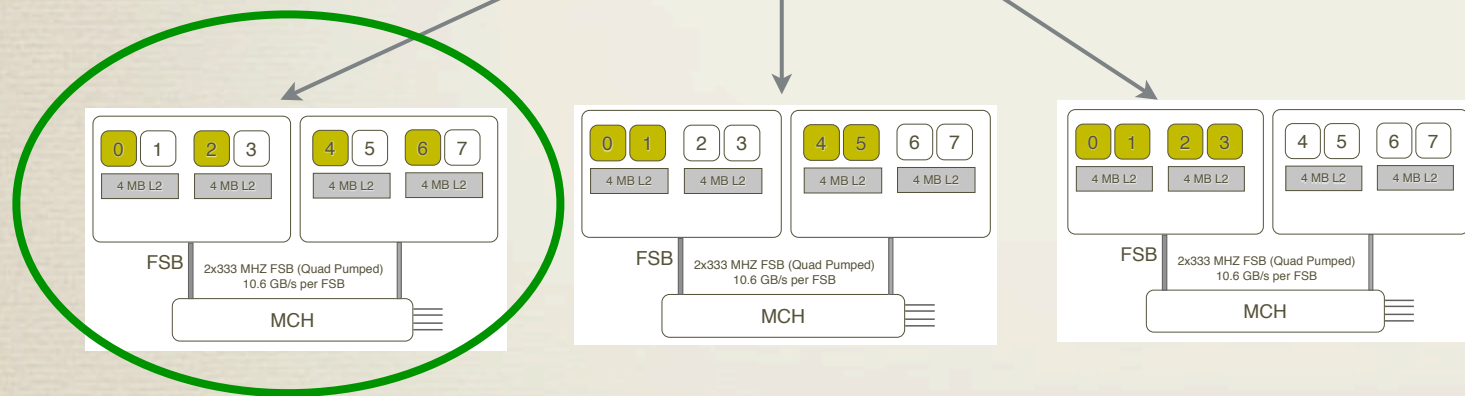 0 1 2 3 4 5 6 7
4 MB L2 4 MB L2 4 MB L2 4 MB L2
FSB
2x333 MHZ FSB (Quad Pumped)
10.6 GB/s per FSB
MCH
0 1 2 3 4 5 6 7
4 MB L2 4 MB L2 4 MB L2 4 MB L2
FSB
2x333 MHZ FSB (Quad Pumped)
10.6 GB/s per FSB
MCH
0 1 2 3 4 5 6 7
4 MB L2 4 MB L2 4 MB L2 4 MB L2
FSB
2x333 MHZ FSB (Quad Pumped)
10.6 GB/s per FSB
MCH